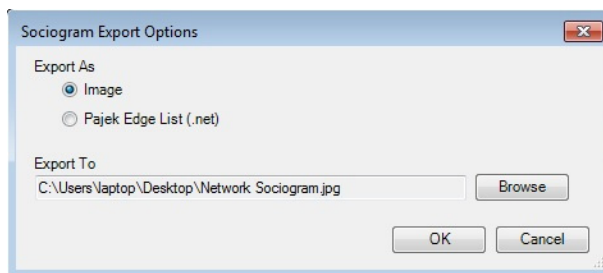 Sociogram Export Options
Export As
Image
Pajek Edge List (.net)
Export To
C:\Users\laptop\Desktop\Network Sociogram.jpg
Browse
OK
Cancel